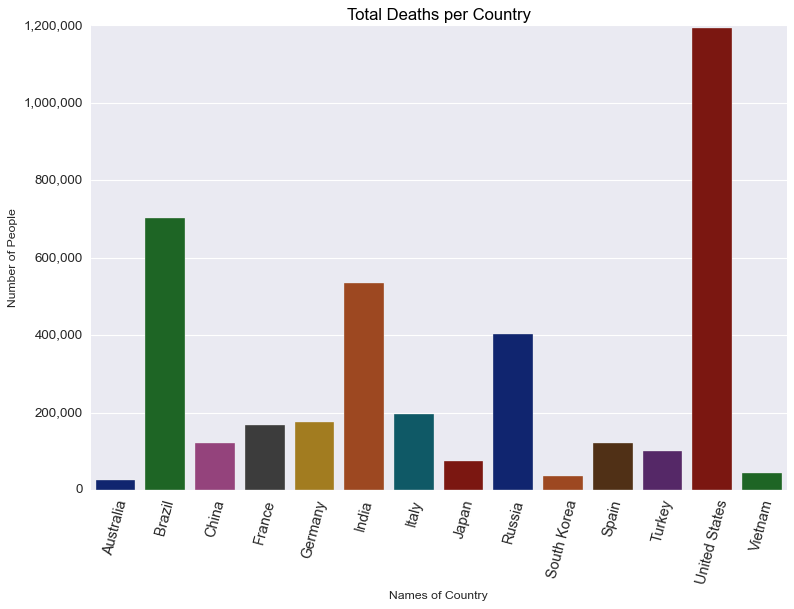 Total Deaths per Country
1,200,000
1,000,000
800,000
600,000
400,000
200,000
0
Number of People
Australia
Brazil
China
France
Germany
India
Italy
Japan
Russia
South Korea
Spain
Turkey
United States
Vietnam
Names of Country